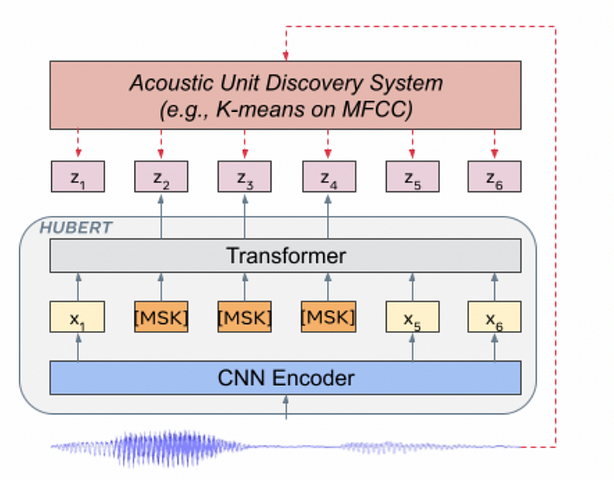 Acoustic Unit Discovery System
(e.g., K-means on MFCC)
z1 z2 z3 z4 z5 z6
HUBERT
Transformer
x1 [MSK] [MSK] [MSK] x5 x6
CNN Encoder